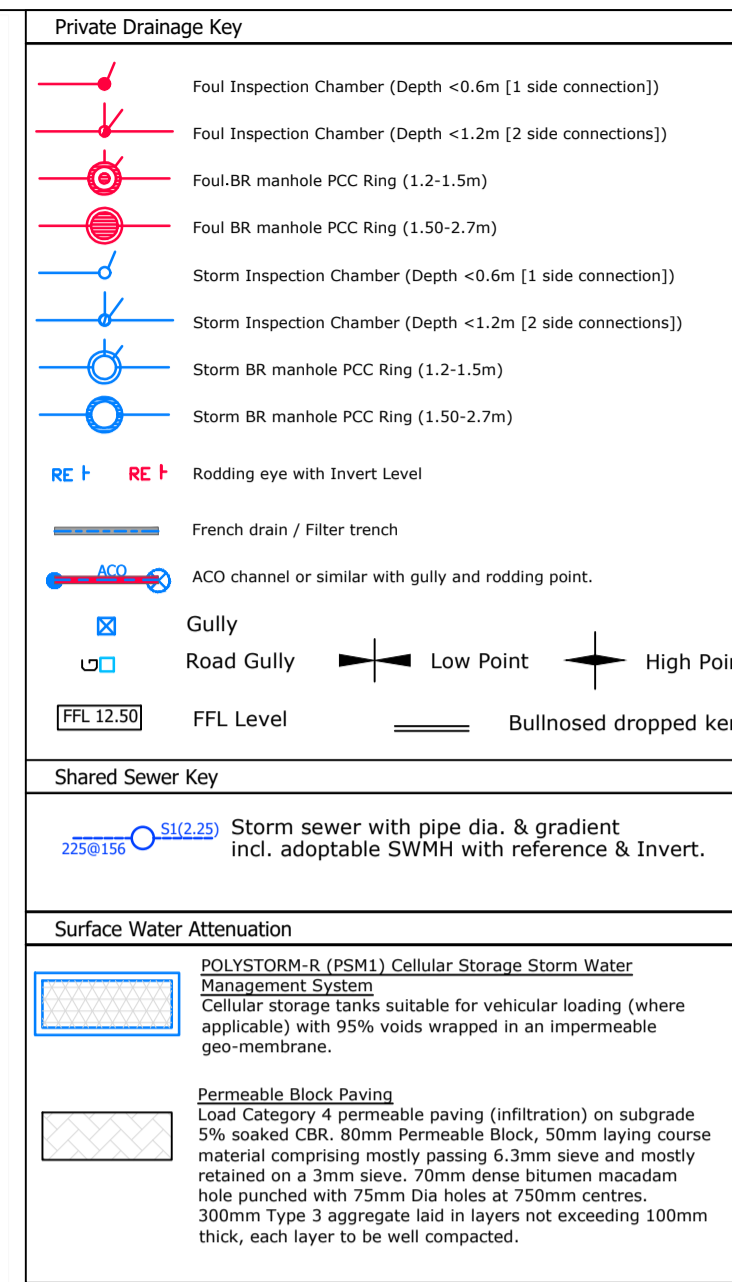 Private Drainage Key
Foul Inspection Chamber (Depth <0.6m [1 side connection])
Foul Inspection Chamber (Depth <1.2m [2 side connections])
Foul.BR manhole PCC Ring (1.2-1.5m)
Foul BR manhole PCC Ring (1.50-2.7m)
Storm Inspection Chamber (Depth <0.6m [1 side connection])
Storm Inspection Chamber (Depth <1.2m [2 side connections])
Storm BR manhole PCC Ring (1.2-1.5m)
Storm BR manhole PCC Ring (1.50-2.7m)
RE RE Rodding eye with Invert Level
French drain / Filter trench
ACO ACO channel or similar with gully and rodding point.
Gully
G Road Gully Low Point High Poi
FFL 12.50 FFL Level Bullnosed dropped ke
Shared Sewer Key
225@156 S1(2.25) Storm sewer with pipe dia. & gradient
incl. adoptable SWMH with reference & Invert.
Surface Water Attenuation
POLYSTORM-R (PSM1) Cellular Storage Storm Water
Management System
Cellular storage tanks suitable for vehicular loading (where
applicable) with 95% voids wrapped in an impermeable
geo-membrane.
Permeable Block Paving
Load Category 4 permeable paving (infiltration) on subgrade
5% soaked CBR. 80mm Permeable Block, 50mm laying course
material comprising mostly passing 6.3mm sieve and mostly
retained on a 3mm sieve. 70mm dense bitumen macadam
hole punched with 75mm Dia holes at 750mm centres.
300mm Type 3 aggregate laid in layers not exceeding 100mm
thick, each layer to be well compacted.